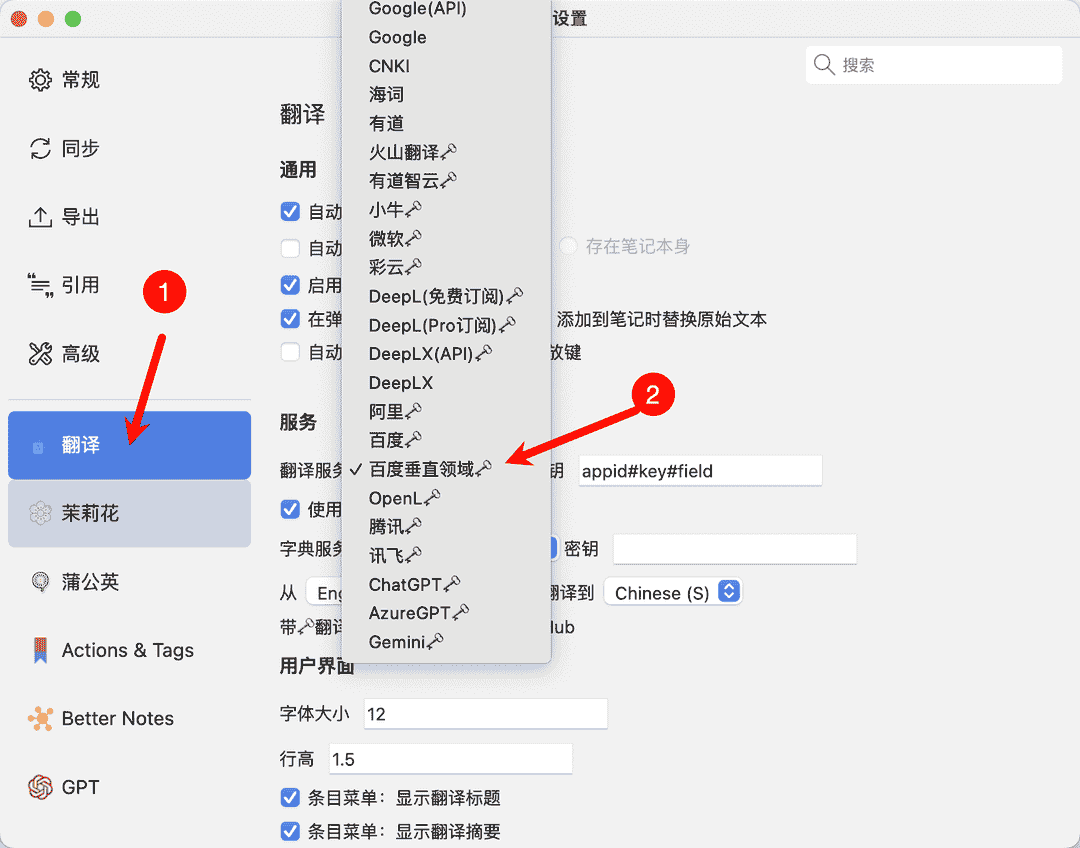 设置
搜索
常规
同步
导出
引用
高级
翻译
茉莉花
蒲公英
Actions & Tags
Better Notes
GPT
1
翻译
通用
自动
自动
存在笔记本身
启用
在弹
添加到笔记时替换原始文本
自动
放键
服务
翻译服务
钥
appid#key#field
使用
字典服务
密钥
从
Eng
翻译到
Chinese (S)
带🔑翻译
Hub
用户界面
字体大小
12
行高
1.5
条目菜单：显示翻译标题
条目菜单：显示翻译摘要
Google(API)
Google
CNKI
海词
有道
火山翻译🔑
有道智云🔑
小牛🔑
微软🔑
彩云🔑
DeepL(免费订阅)🔑
DeepL(Pro订阅)🔑
DeepLX(API)🔑
DeepLX
阿里🔑
百度🔑
✓ 百度垂直领域🔑
OpenL🔑
腾讯🔑
讯飞🔑
ChatGPT🔑
AzureGPT🔑
Gemini🔑
2